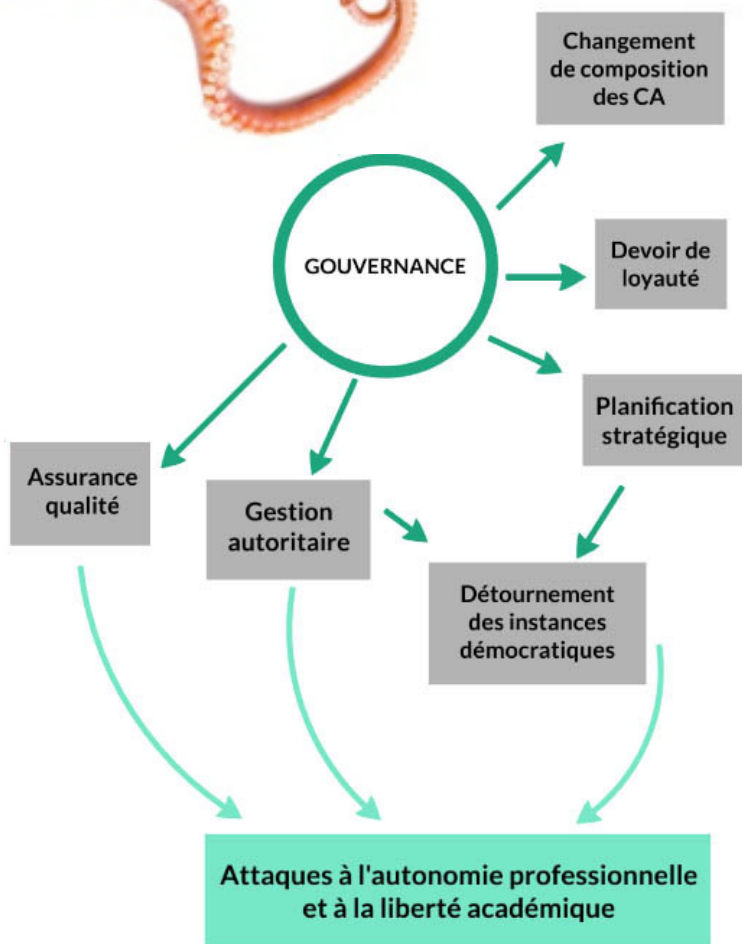 Changement
de composition
des CA
GOUVERNANCE
Devoir de
loyauté
Planification
stratégique
Assurance
qualité
Gestion
autoritaire
Détournement
des instances
démocratiques
Attaques à l'autonomie professionnelle
et à la liberté académique